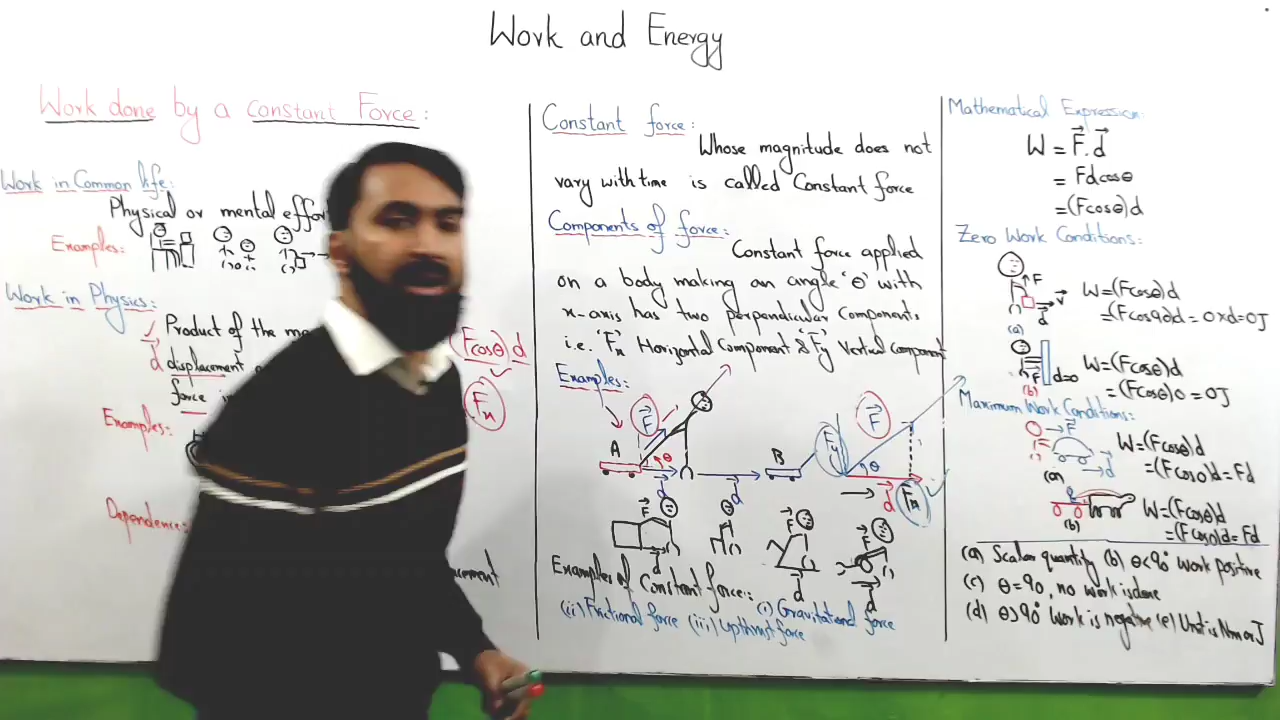 Work and Energy
Work done by a Constant Force:
Work in Common life:
Physical or mental effor
Examples:
Work in Physics:
Product of the m
d displacement
force
(Fcosθ) d
Fx
Examples:
Dependence:
cement
Constant force:
Whose magnitude does not
vary with time is called Constant force
Components of force:
Constant force applied
on a body making an angle 'θ' with
x-axis has two perpendicular components
i.e. 'Fx' Horizontal Component & 'Fy' Vertical component
Examples:
A F θ d B Fy F θ d Fx
F d F d F d
Examples of Constant force: (i) Gravitational force
(ii) Frictional force (iii) Upthrust force
Mathematical Expression:
W = F⃗.d⃗
= Fdcosθ
= (Fcosθ)d
Zero Work Conditions:
F V d
(a)
W=(Fcosθ)d
=(Fcos90)d=0×d=0J
F d=0
(b)
W=(Fcosθ)d
=(Fcosθ)0=0J
Maximum Work Conditions:
F d
(a)
W=(Fcosθ)d
=(Fcos0)d=Fd
(b)
W=(Fcosθ)d
=(Fcos0)d=Fd
(a) Scalar quantity (b) θ<90° Work positive
(c) θ=90, no work is done
(d) θ>90° Work is negative (e) Unit is Nm or J